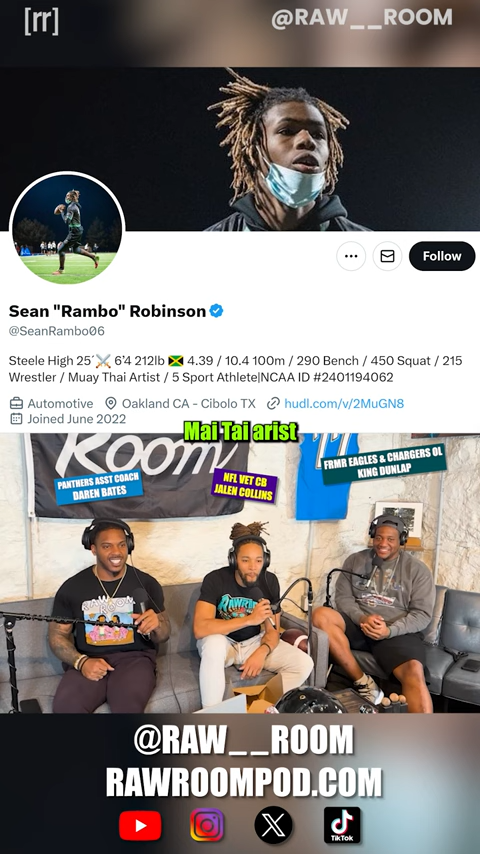 [rr]
@RAW__ROOM
Follow
Sean "Rambo" Robinson
@SeanRambo06
Steele High 25´⚔️ 6’4 212lb 🇯🇲 4.39 / 10.4 100m / 290 Bench / 450 Squat / 215
Wrestler / Muay Thai Artist / 5 Sport Athlete|NCAA ID #2401194062
Automotive Oakland CA - Cibolo TX hudl.com/v/2MuGN8
Joined June 2022
Mai Tai arist
Room
PANTHERS ASST COACH
DAREN BATES
NFL VET CB
JALEN COLLINS
FRMR EAGLES & CHARGERS OL
KING DUNLAP
@RAW__ROOM
RAWROOMPOD.COM
TikTok